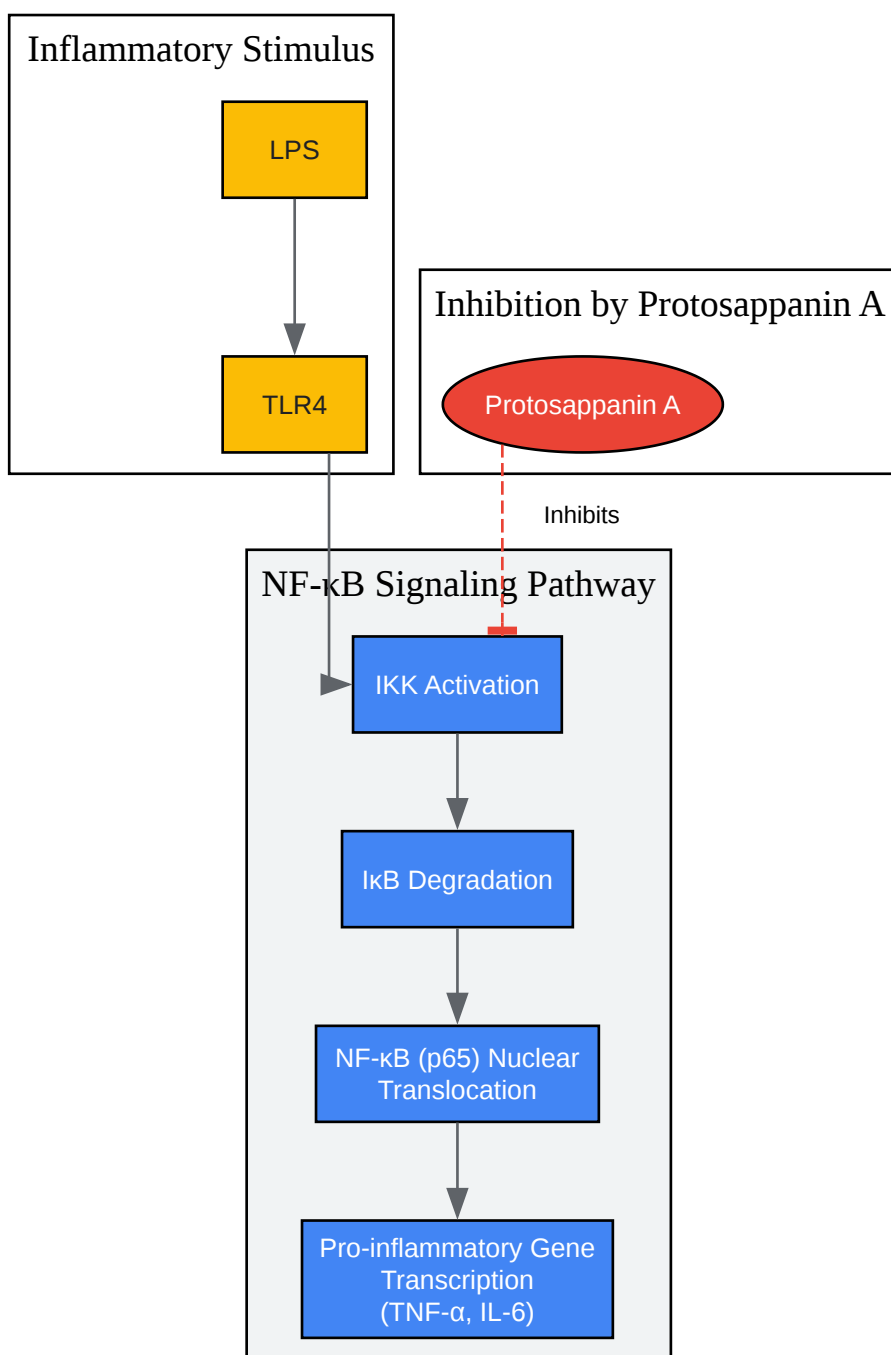 Inflammatory Stimulus
LPS
TLR4
Inhibition by Protosappanin A
Protosappanin A
Inhibits
NF-κB Signaling Pathway
IKK Activation
IκB Degradation
NF-κB (p65) Nuclear
Translocation
Pro-inflammatory Gene
Transcription
(TNF-α, IL-6)